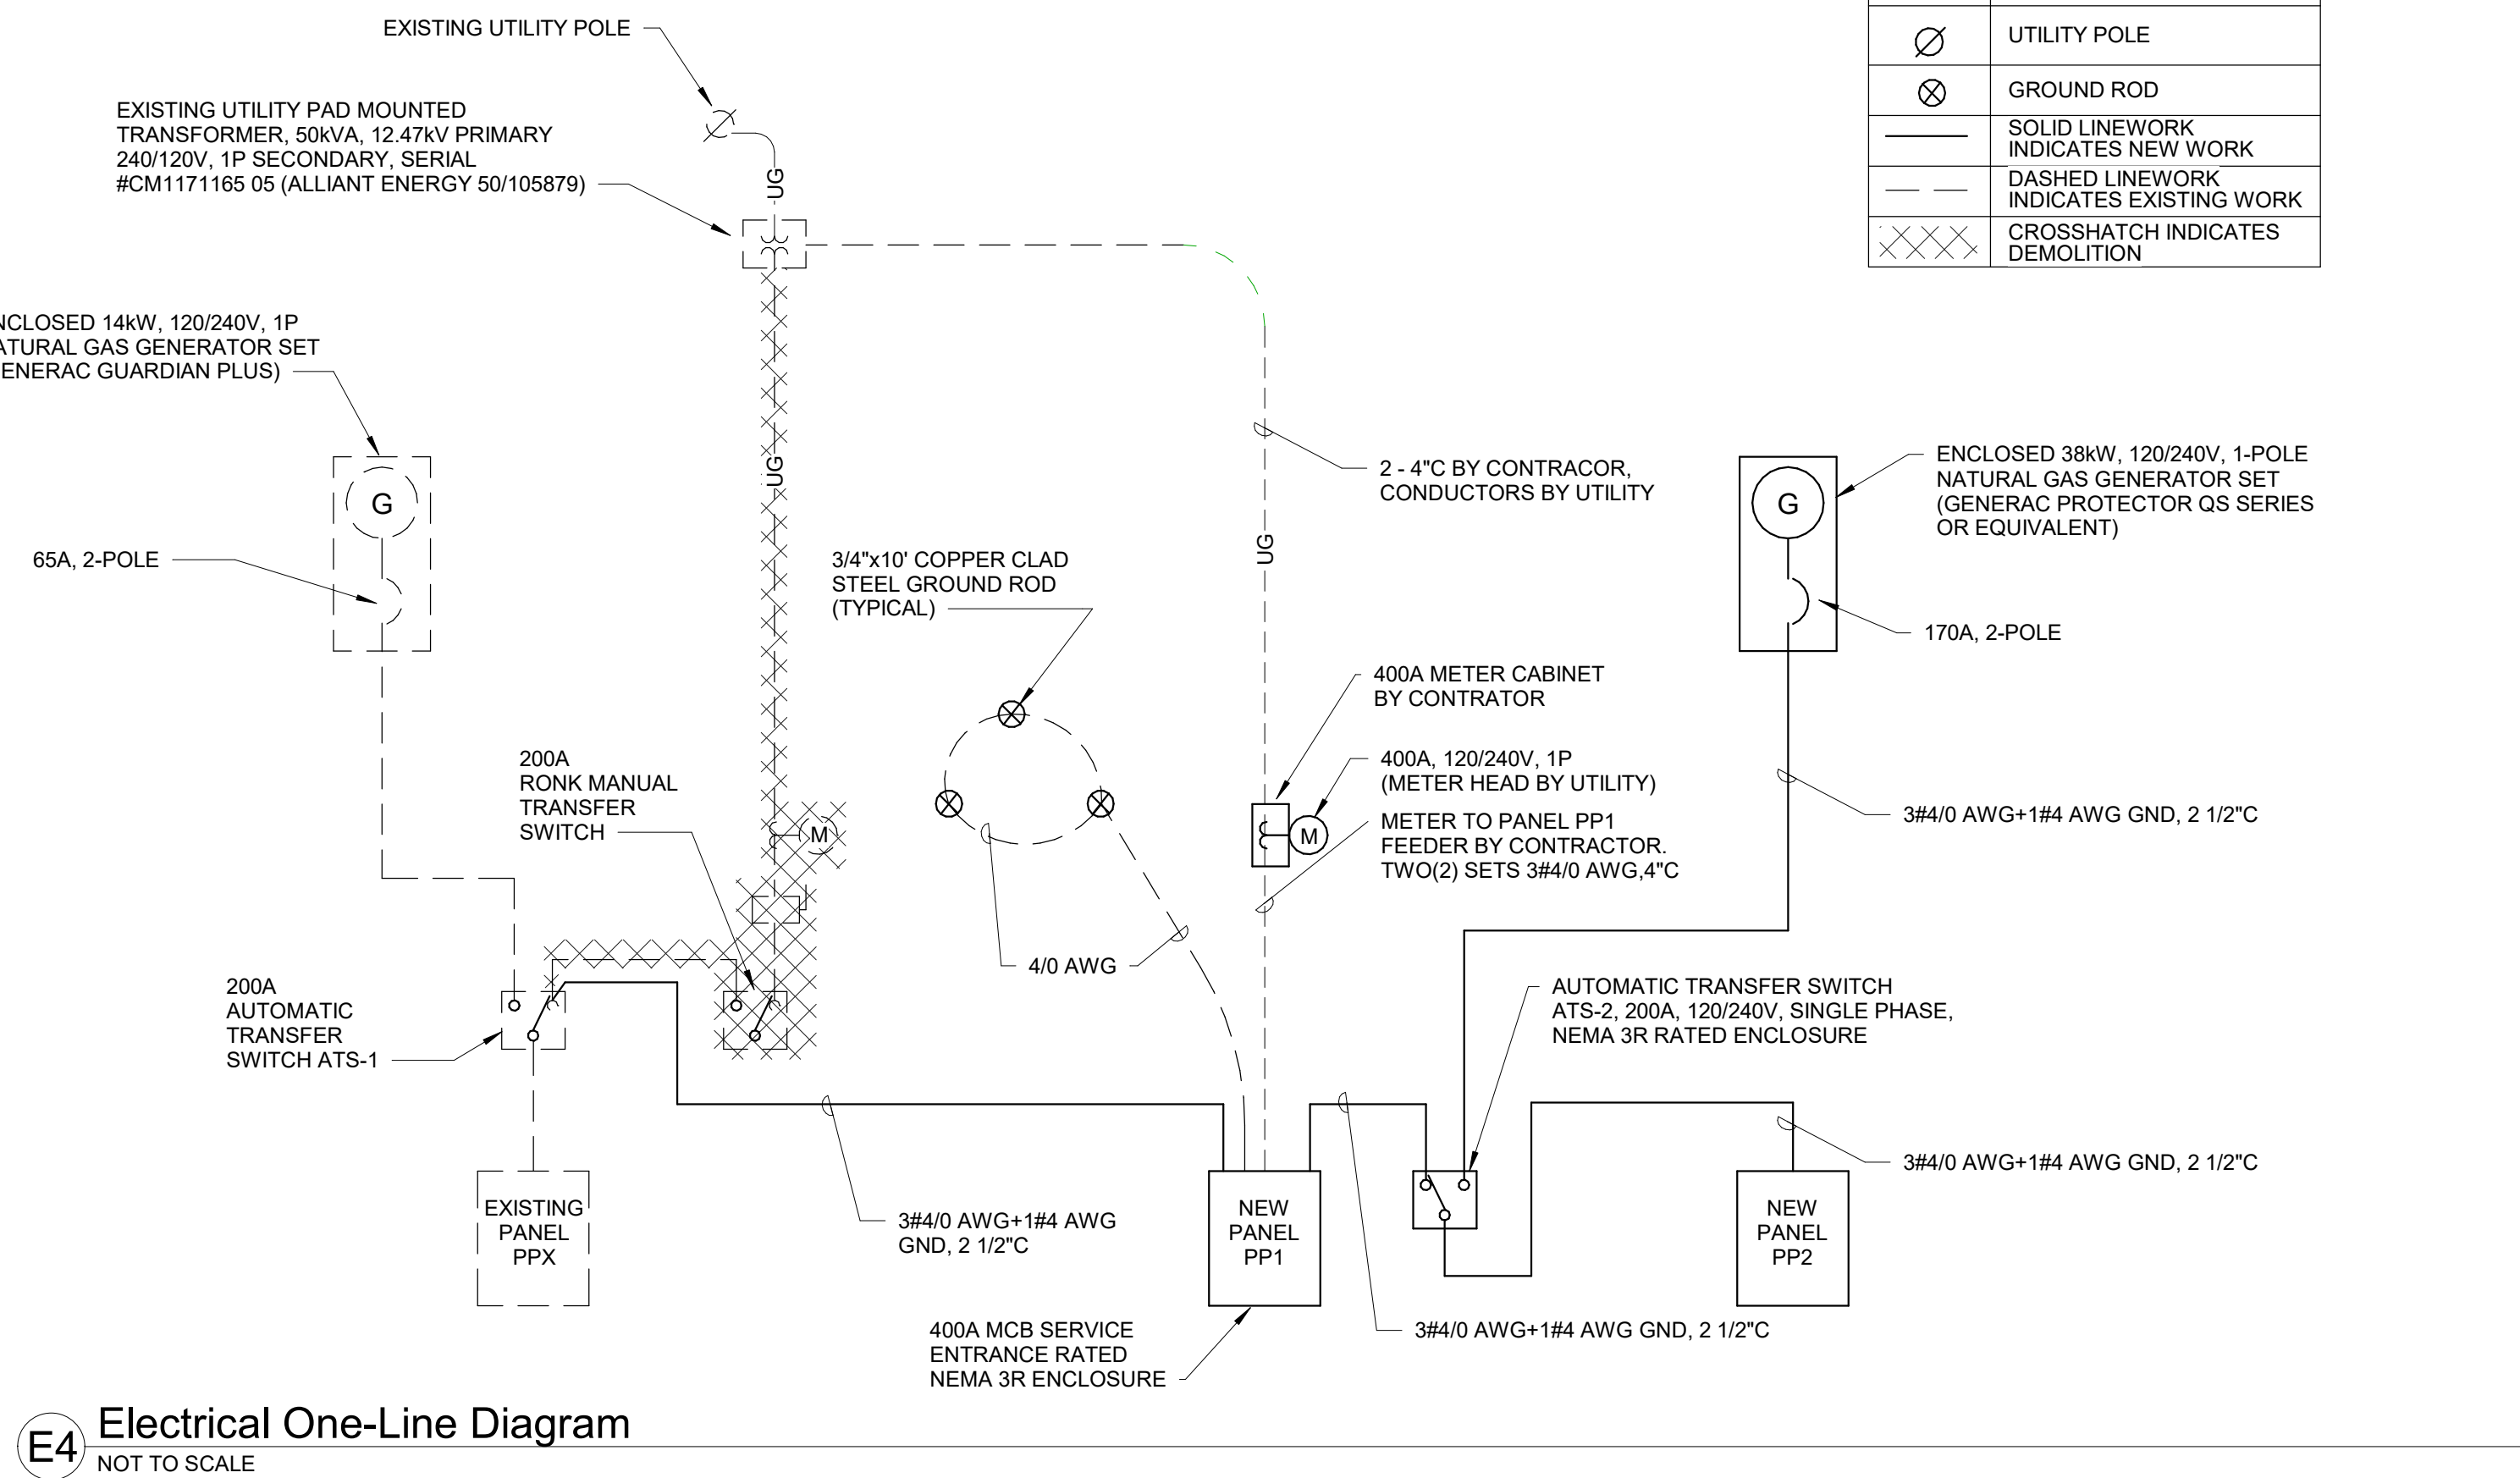 EXISTING UTILITY POLE
EXISTING UTILITY PAD MOUNTED
TRANSFORMER, 50kVA, 12.47kV PRIMARY
240/120V, 1P SECONDARY, SERIAL
#CM1171165 05 (ALLIANT ENERGY 50/105879)
UG
UTILITY POLE
GROUND ROD
SOLID LINEWORK
INDICATES NEW WORK
DASHED LINEWORK
INDICATES EXISTING WORK
CROSSHATCH INDICATES
DEMOLITION
NCLOSED 14kW, 120/240V, 1P
ATURAL GAS GENERATOR SET
ENERAC GUARDIAN PLUS)
G
65A, 2-POLE
UG
2 - 4"C BY CONTRACOR,
CONDUCTORS BY UTILITY
UG
ENCLOSED 38kW, 120/240V, 1-POLE
NATURAL GAS GENERATOR SET
(GENERAC PROTECTOR QS SERIES
OR EQUIVALENT)
G
170A, 2-POLE
3/4"x10' COPPER CLAD
STEEL GROUND ROD
(TYPICAL)
400A METER CABINET
BY CONTRATOR
400A, 120/240V, 1P
(METER HEAD BY UTILITY)
METER TO PANEL PP1
FEEDER BY CONTRACTOR.
TWO(2) SETS 3#4/0 AWG,4"C
M
M
200A
RONK MANUAL
TRANSFER
SWITCH
3#4/0 AWG+1#4 AWG GND, 2 1/2"C
4/0 AWG
200A
AUTOMATIC
TRANSFER
SWITCH ATS-1
AUTOMATIC TRANSFER SWITCH
ATS-2, 200A, 120/240V, SINGLE PHASE,
NEMA 3R RATED ENCLOSURE
3#4/0 AWG+1#4 AWG GND, 2 1/2"C
EXISTING
PANEL
PPX
3#4/0 AWG+1#4 AWG
GND, 2 1/2"C
NEW
PANEL
PP1
NEW
PANEL
PP2
400A MCB SERVICE
ENTRANCE RATED
NEMA 3R ENCLOSURE
3#4/0 AWG+1#4 AWG GND, 2 1/2"C
E4
Electrical One-Line Diagram
NOT TO SCALE